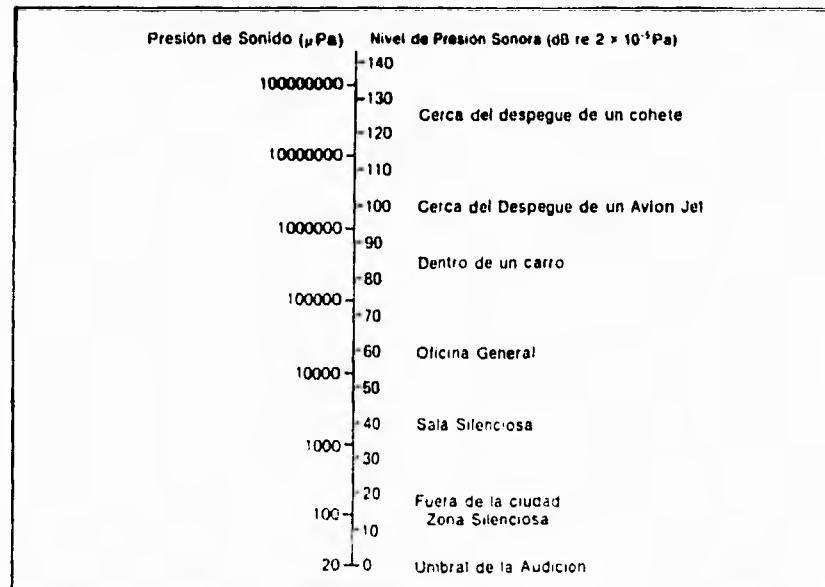 Presión de Sonido (μPa) Nivel de Presión Sonora (dB re 2 × 10⁻⁵Pa)
140
100000000
130
Cerca del despegue de un cohete
120
10000000
110
100 Cerca del Despegue de un Avion Jet
1000000
90
Dentro de un carro
80
100000
70
60 Oficina General
10000
50
40 Sala Silenciosa
1000
30
20
Fuera de la ciudad
100
Zona Silenciosa
10
20 0 Umbral de la Audicion